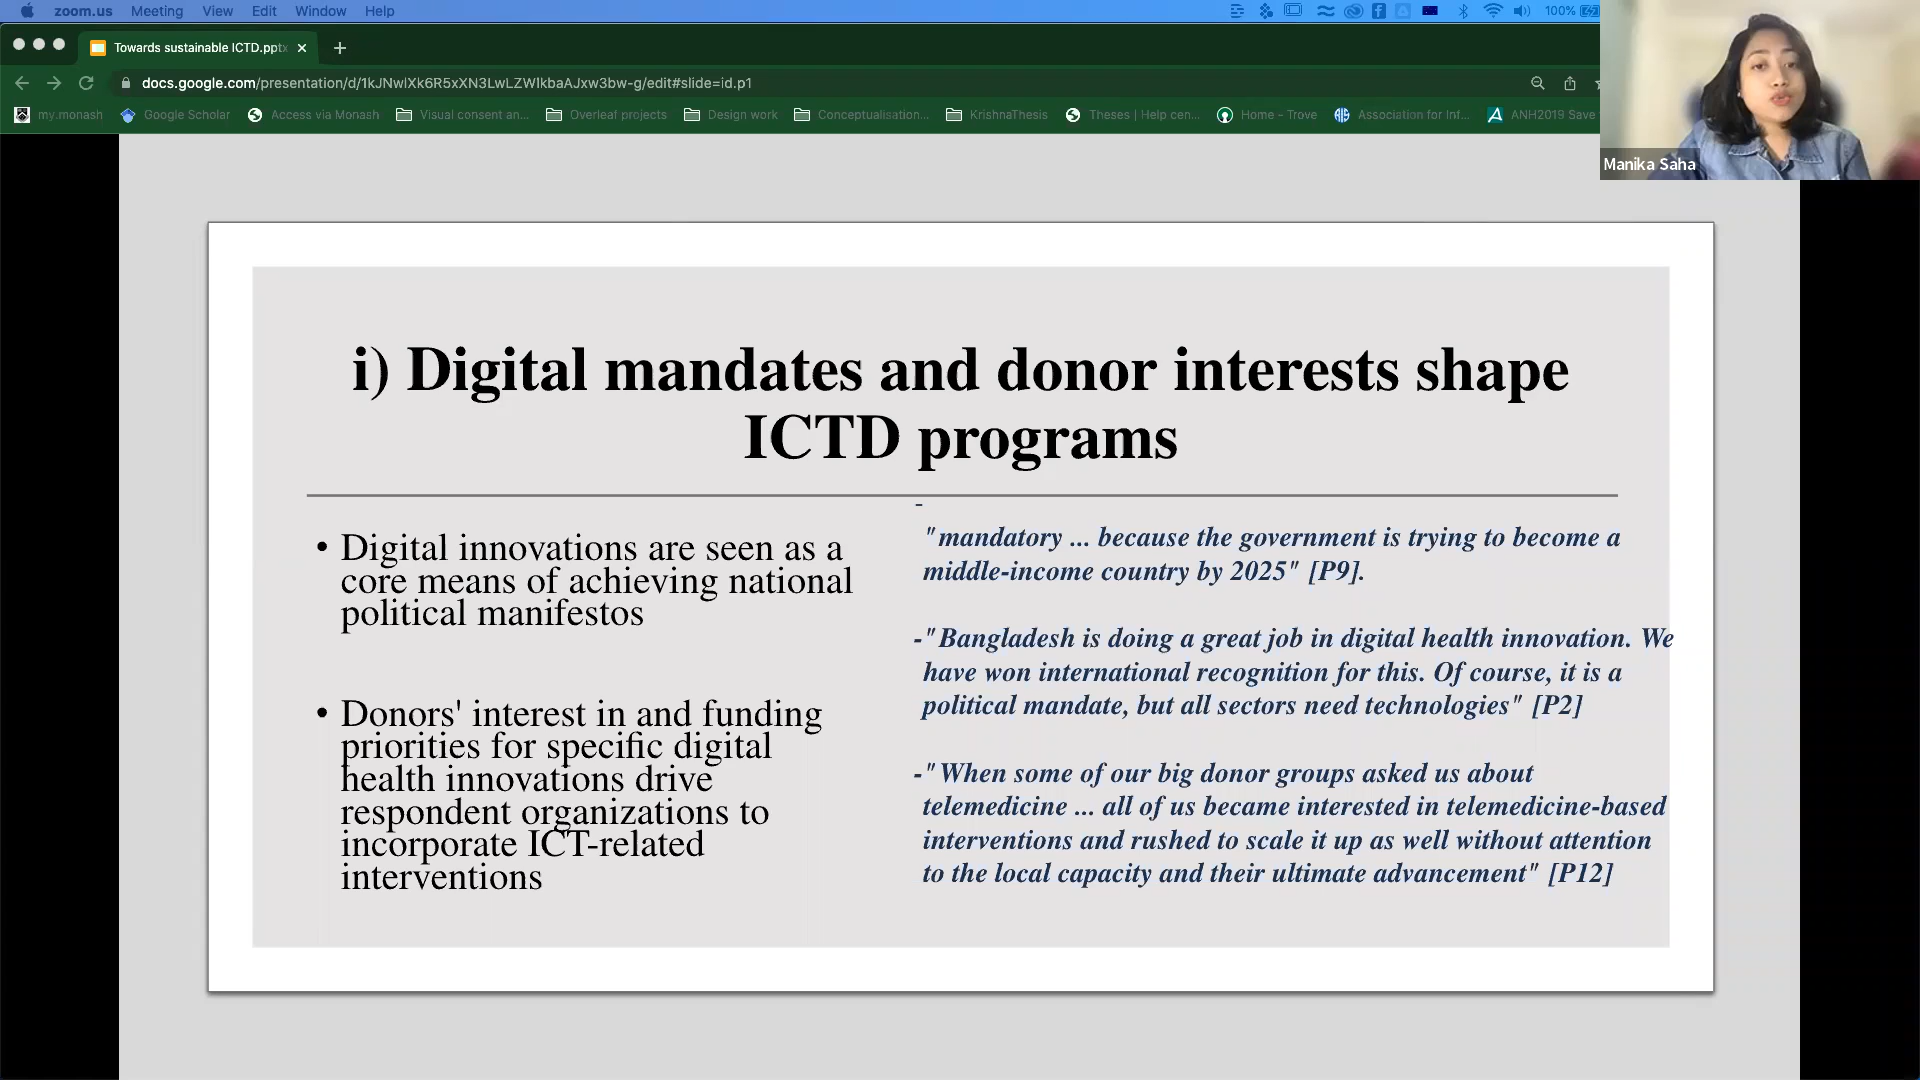 zoom.us Meeting View Edit Window Help 100%
Towards sustainable ICTD.pptx
docs.google.com/presentation/d/1kJNwlXk6R5xXN3LwLZWlkbaAJxw3bw-g/edit#slide=id.p1
my.monash Google Scholar Access via Monash Visual consent an... Overleaf projects Design work Conceptualisation... KrishnaThesis Theses | Help cen... Home - Trove Association for Inf... ANH2019 Save
Manika Saha
i) Digital mandates and donor interests shape
ICTD programs
• Digital innovations are seen as a
core means of achieving national
political manifestos
• Donors' interest in and funding
priorities for specific digital
health innovations drive
respondent organizations to
incorporate ICT-related
interventions
-
"mandatory ... because the government is trying to become a
middle-income country by 2025" [P9].
-"Bangladesh is doing a great job in digital health innovation. We
have won international recognition for this. Of course, it is a
political mandate, but all sectors need technologies" [P2]
-"When some of our big donor groups asked us about
telemedicine ... all of us became interested in telemedicine-based
interventions and rushed to scale it up as well without attention
to the local capacity and their ultimate advancement" [P12]